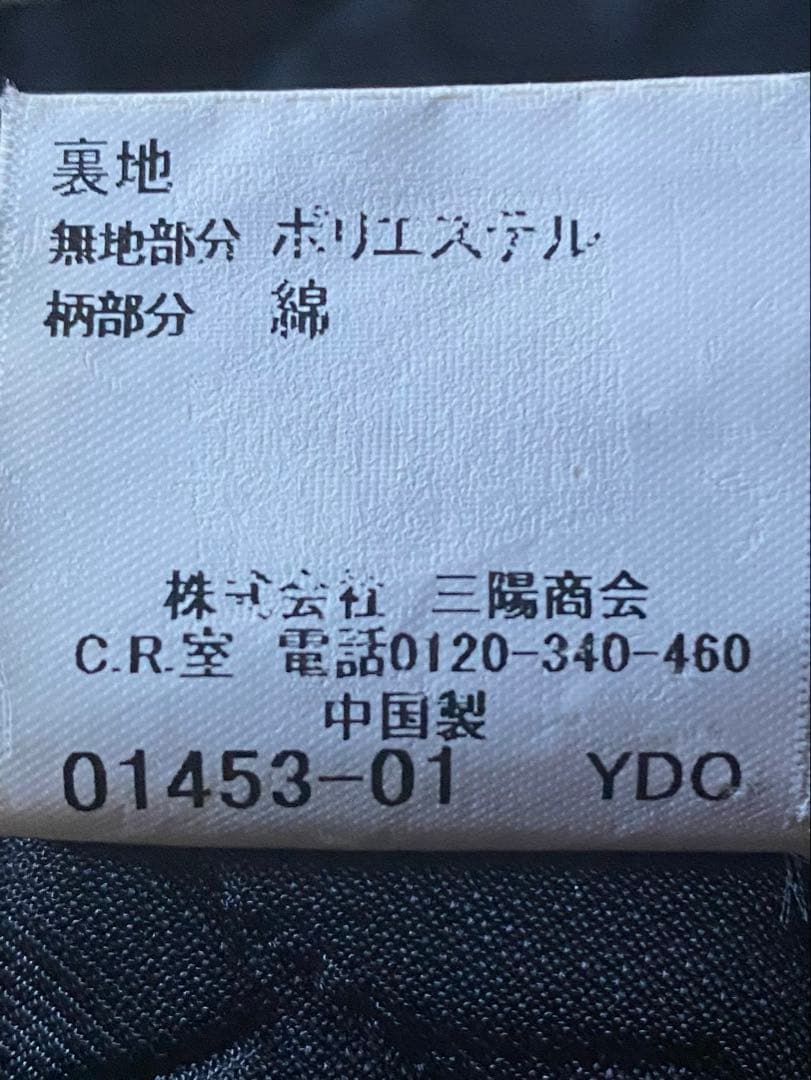 裏地
無地部分 ポリエステル
柄部分 綿
株式会社 三陽商会
C.R.室 電話0120-340-460
中国製
01453-01 YDO